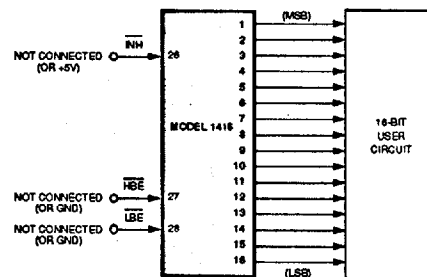 1 (MSB)
2
INH
NOT CONNECTED
(OR +5V)
26
3
4
5
6
7
MODEL 1416
8
16-BIT
USER
CIRCUIT
9
10
11
NOT CONNECTED
(OR GND)
HBE
27
12
13
NOT CONNECTED
(OR GND)
LBE
28
14
15
16
(LSB)